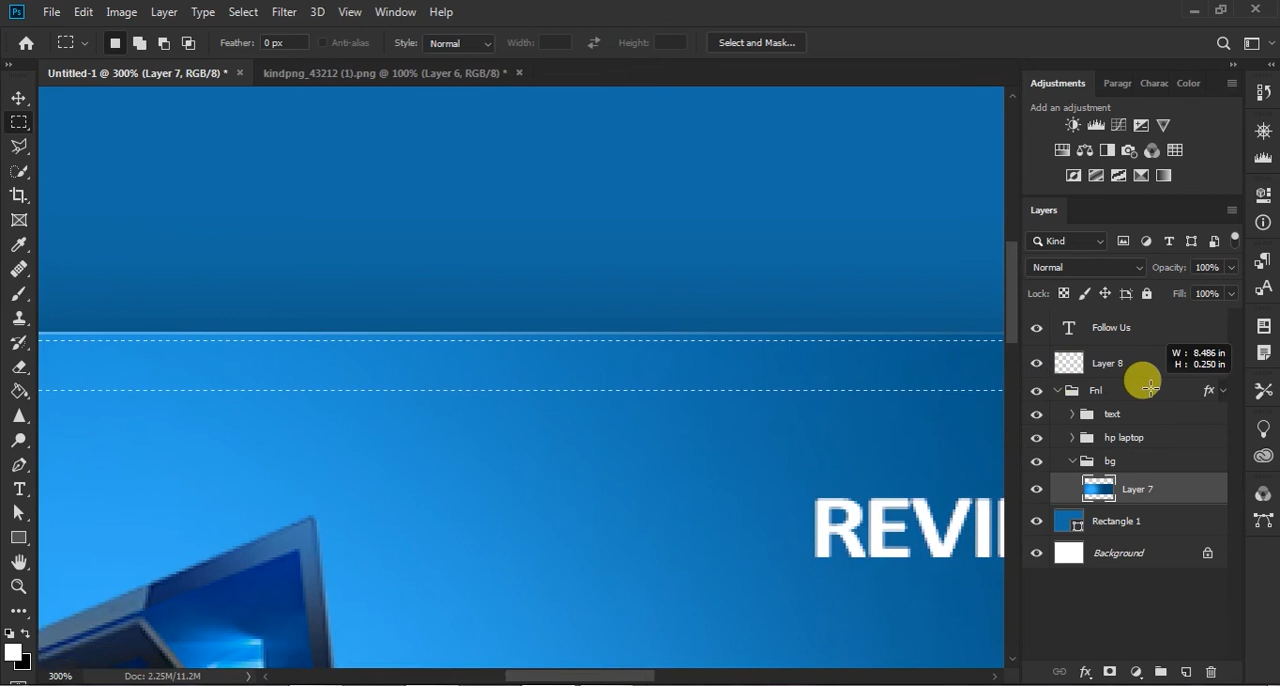 Ps File Edit Image Layer Type Select Filter 3D View Window Help
Feather: 0 px Anti-alias Style: Normal Width: Height: Select and Mask...
Untitled-1 @ 300% (Layer 7, RGB/8) * × kindpng_43212 (1).png @ 100% (Layer 6, RGB/8) * ×
Adjustments Paragr Charac Color
Add an adjustment
Layers
Kind
Normal Opacity: 100%
Lock: Fill: 100%
T Follow Us
Layer 8
W : 8.486 in
H : 0.250 in
Fnl fx
text
hp laptop
bg
Layer 7
Rectangle 1
Background
REVI
300% Doc: 2.25M/11.2M
fx